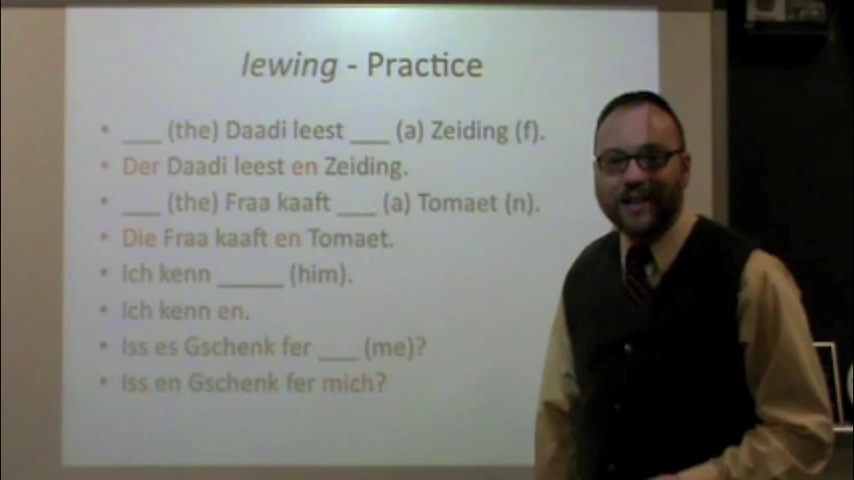 lewing - Practice
• ___ (the) Daadi leest ___ (a) Zeiding (f).
• Der Daadi leest en Zeiding.
• ___ (the) Fraa kaaft ___ (a) Tomaet (n).
• Die Fraa kaaft en Tomaet.
• Ich kenn _____ (him).
• Ich kenn en.
• Iss es Gschenk fer ___ (me)?
• Iss en Gschenk fer mich?